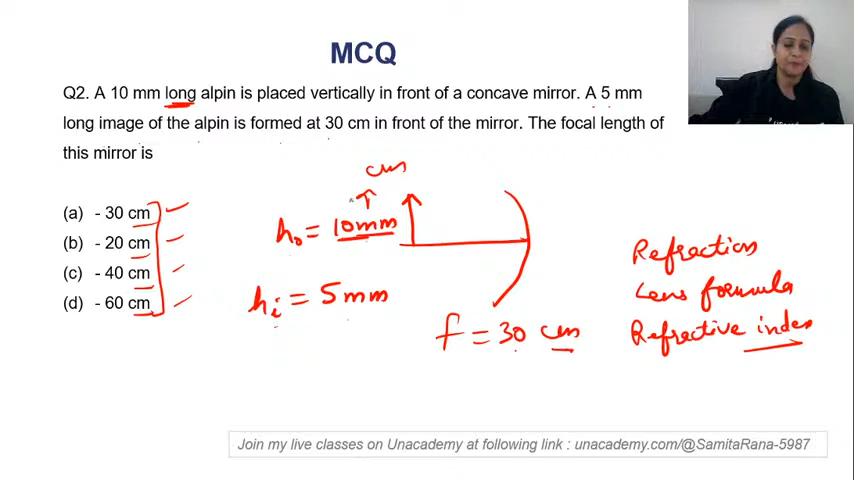 MCQ
Q2. A 10 mm long alpin is placed vertically in front of a concave mirror. A 5 mm
long image of the alpin is formed at 30 cm in front of the mirror. The focal length of
this mirror is
cm
(a) - 30 cm
h₀ = 10mm
(b) - 20 cm
Refraction
(c) - 40 cm
Lens formula
hᵢ = 5mm
(d) - 60 cm
f = 30 cm
Refractive index
Join my live classes on Unacademy at following link : unacademy.com/@SamitaRana-5987